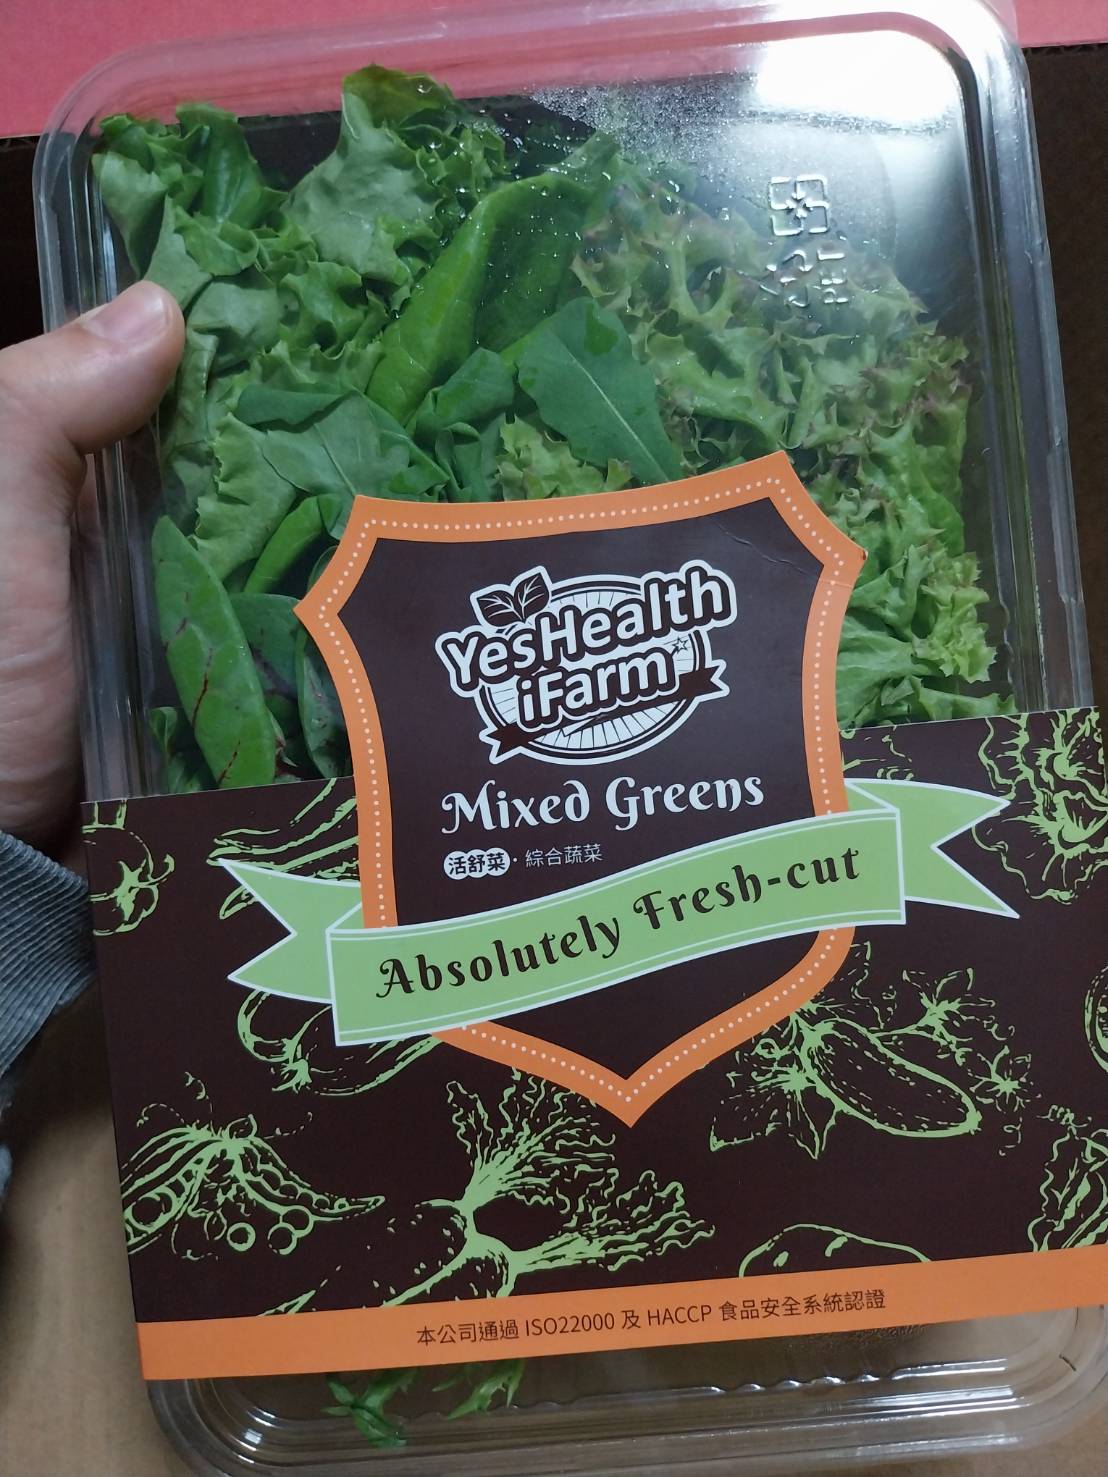 YesHealth
iFarm
Mixed Greens
活舒菜・綜合蔬菜
Absolutely Fresh-cut
本公司通過 ISO22000 及 HACCP 食品安全系統認證